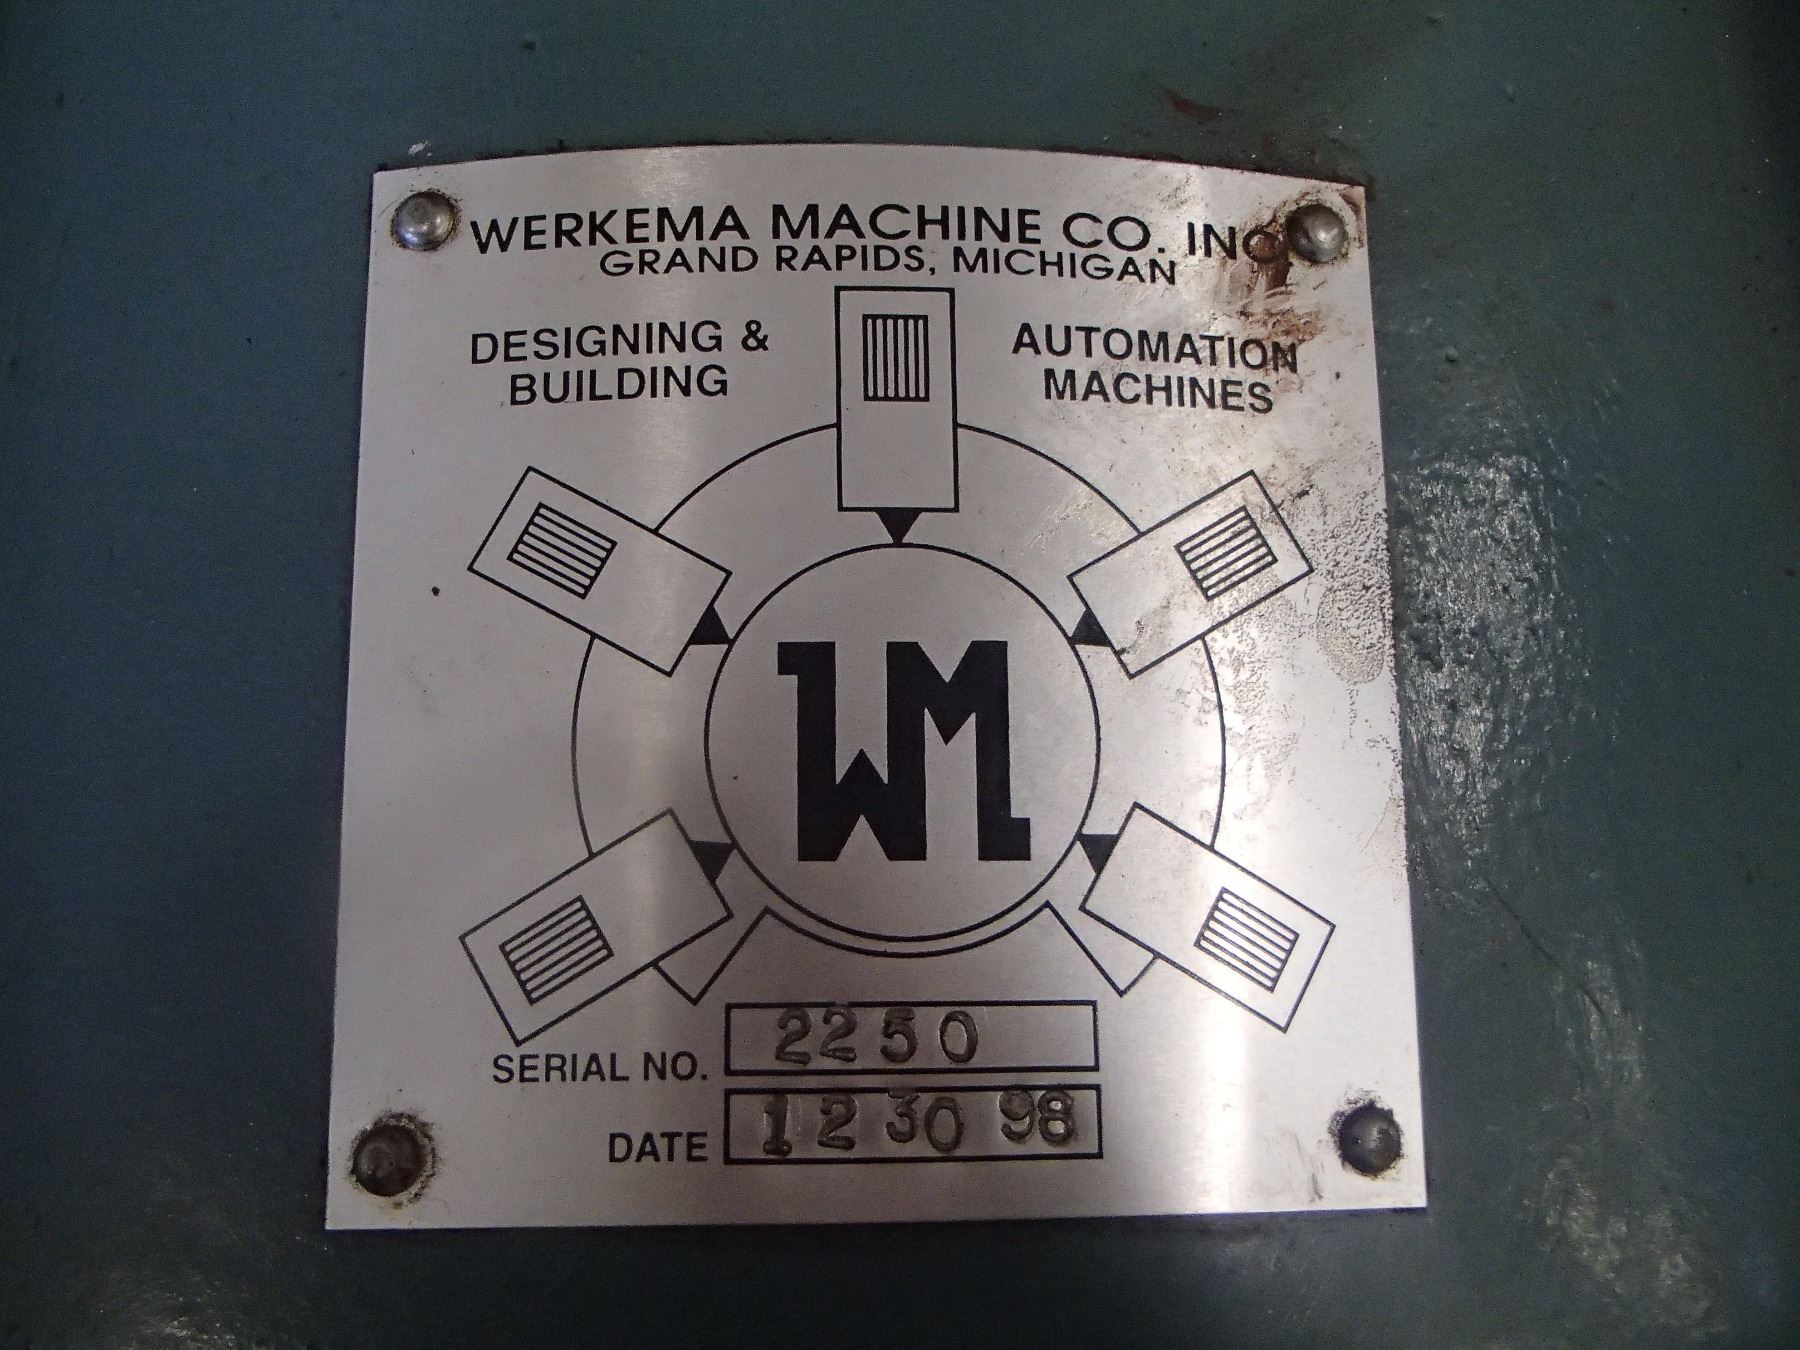 WERKEMA MACHINE CO. INC.
GRAND RAPIDS, MICHIGAN
DESIGNING &
BUILDING
AUTOMATION
MACHINES
WM
SERIAL NO. 2250
DATE 12 30 98